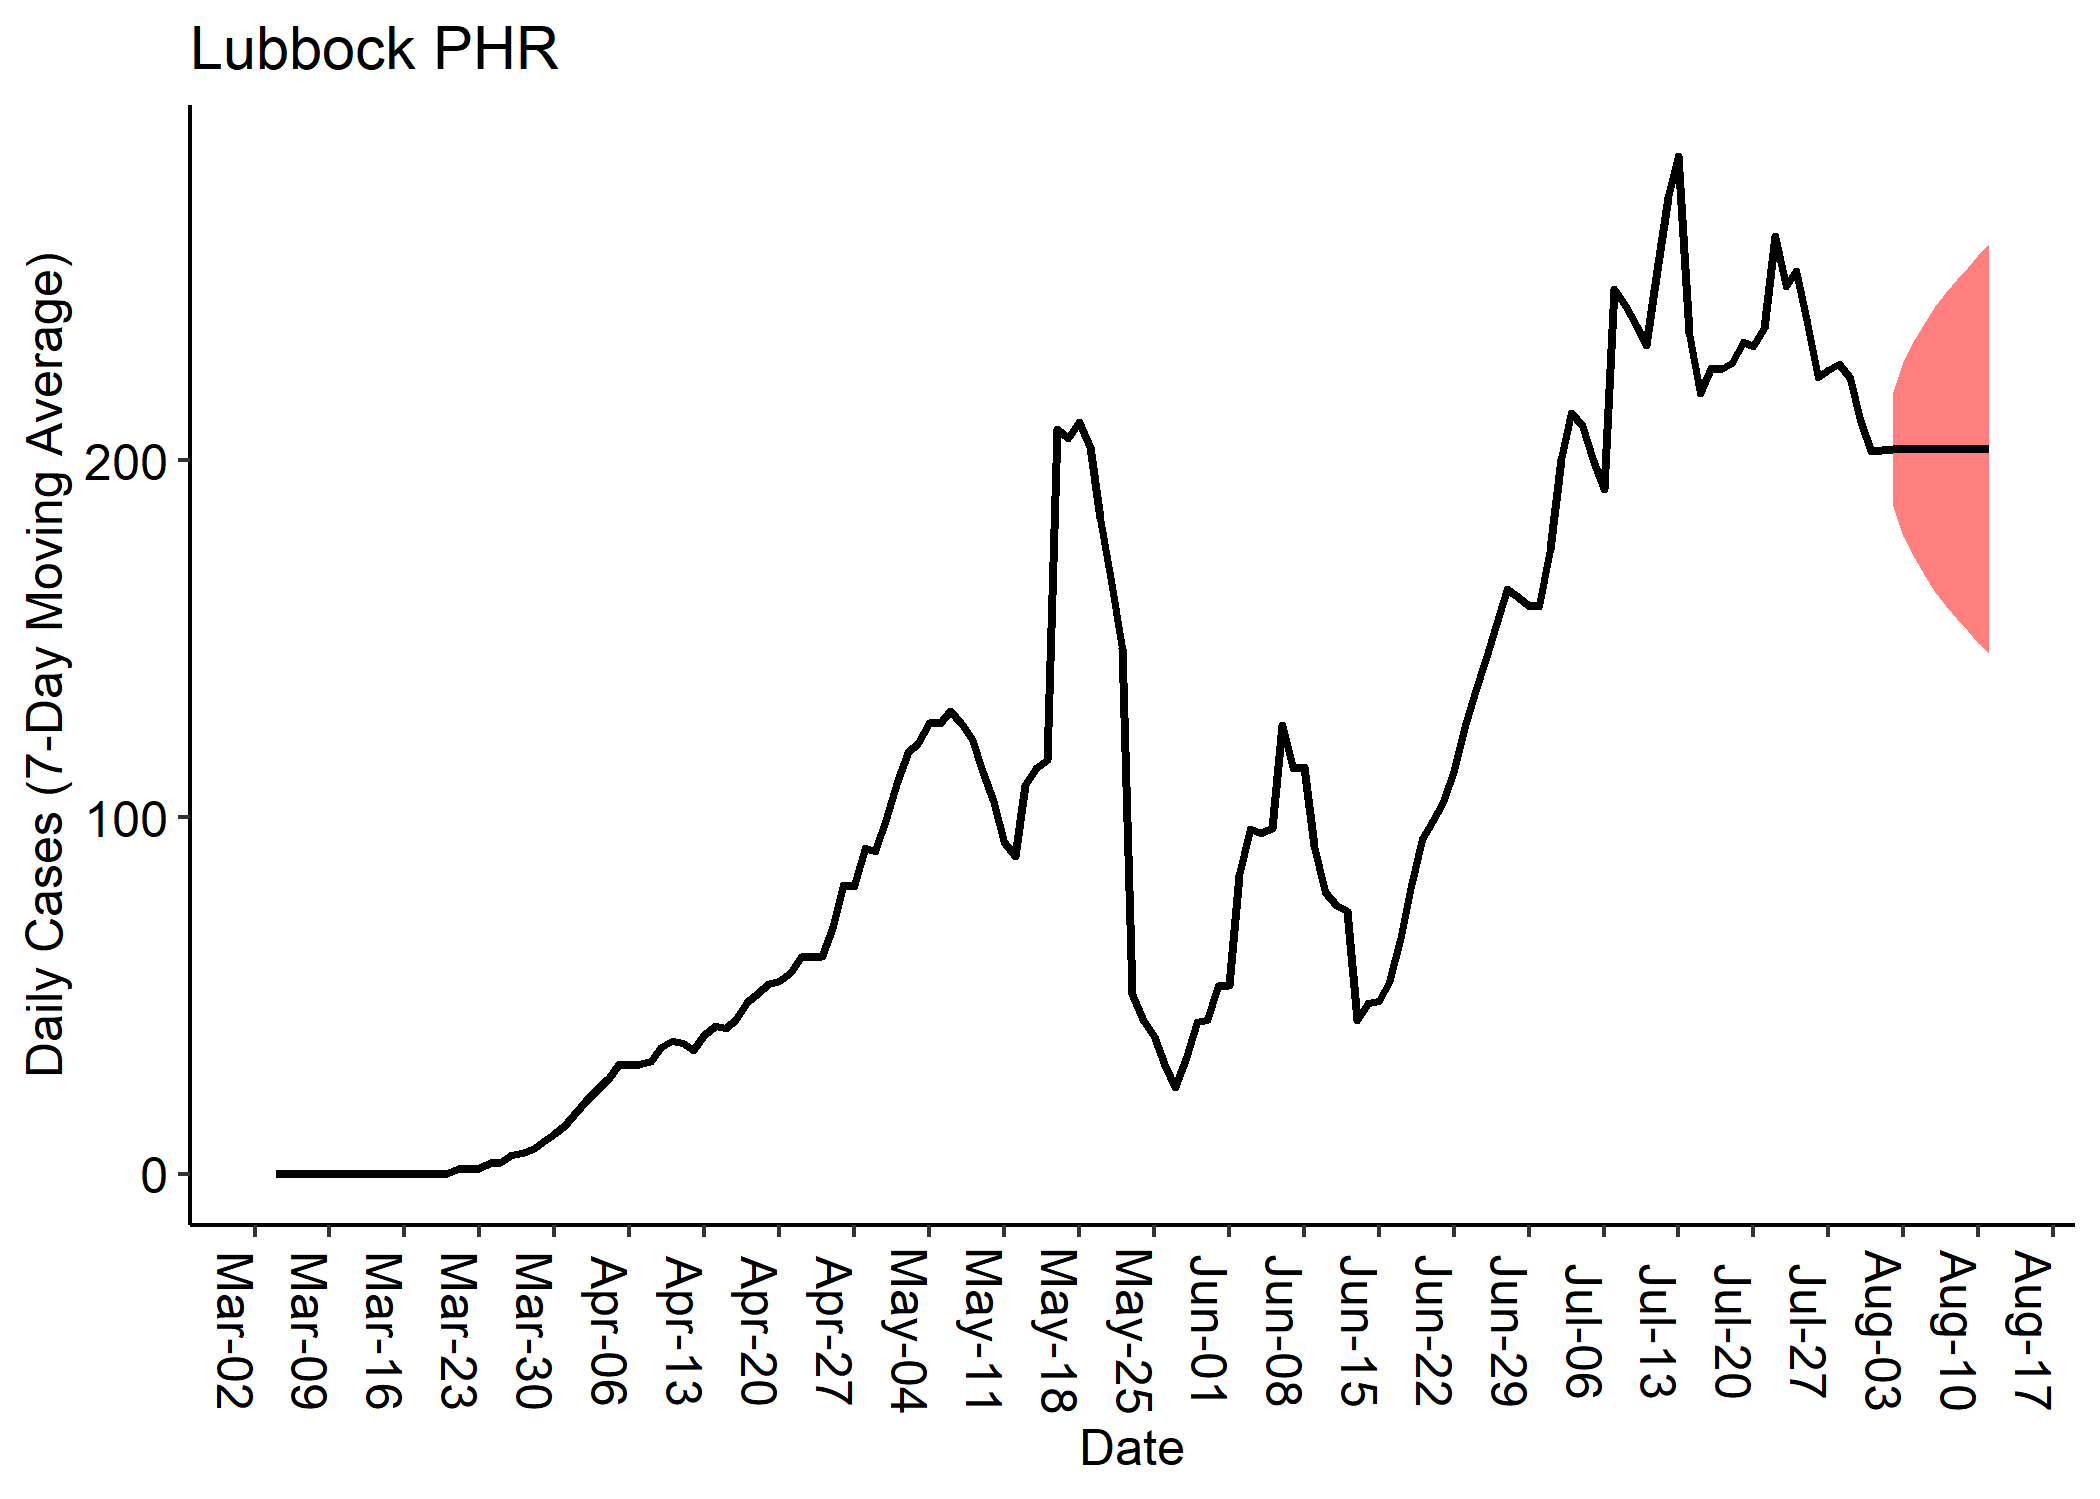 Lubbock PHR
Daily Cases (7-Day Moving Average)
200
100
0
Mar-02
Mar-09
Mar-16
Mar-23
Mar-30
Apr-06
Apr-13
Apr-20
Apr-27
May-04
May-11
May-18
May-25
Jun-01
Jun-08
Jun-15
Jun-22
Jun-29
Jul-06
Jul-13
Jul-20
Jul-27
Aug-03
Aug-10
Aug-17
Date